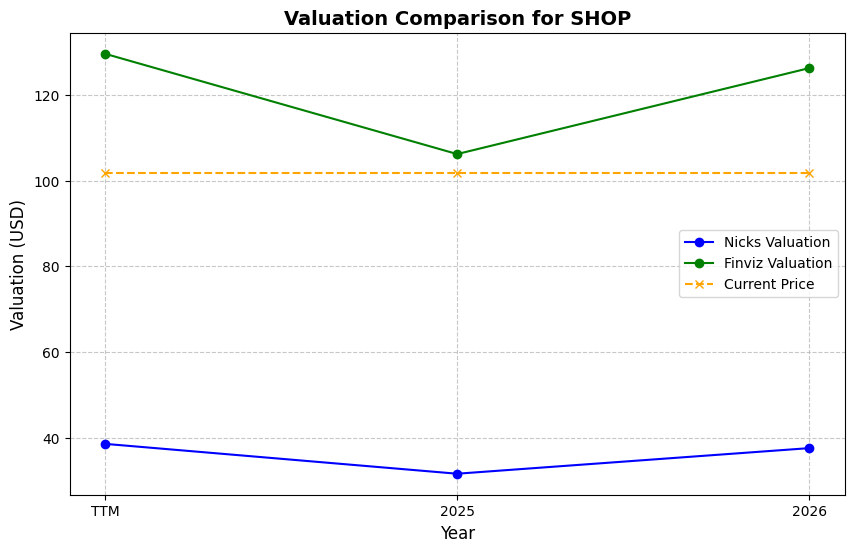 Valuation Comparison for SHOP
Valuation (USD)
120
100
80
60
40
Nicks Valuation
Finviz Valuation
Current Price
TTM
2025
2026
Year